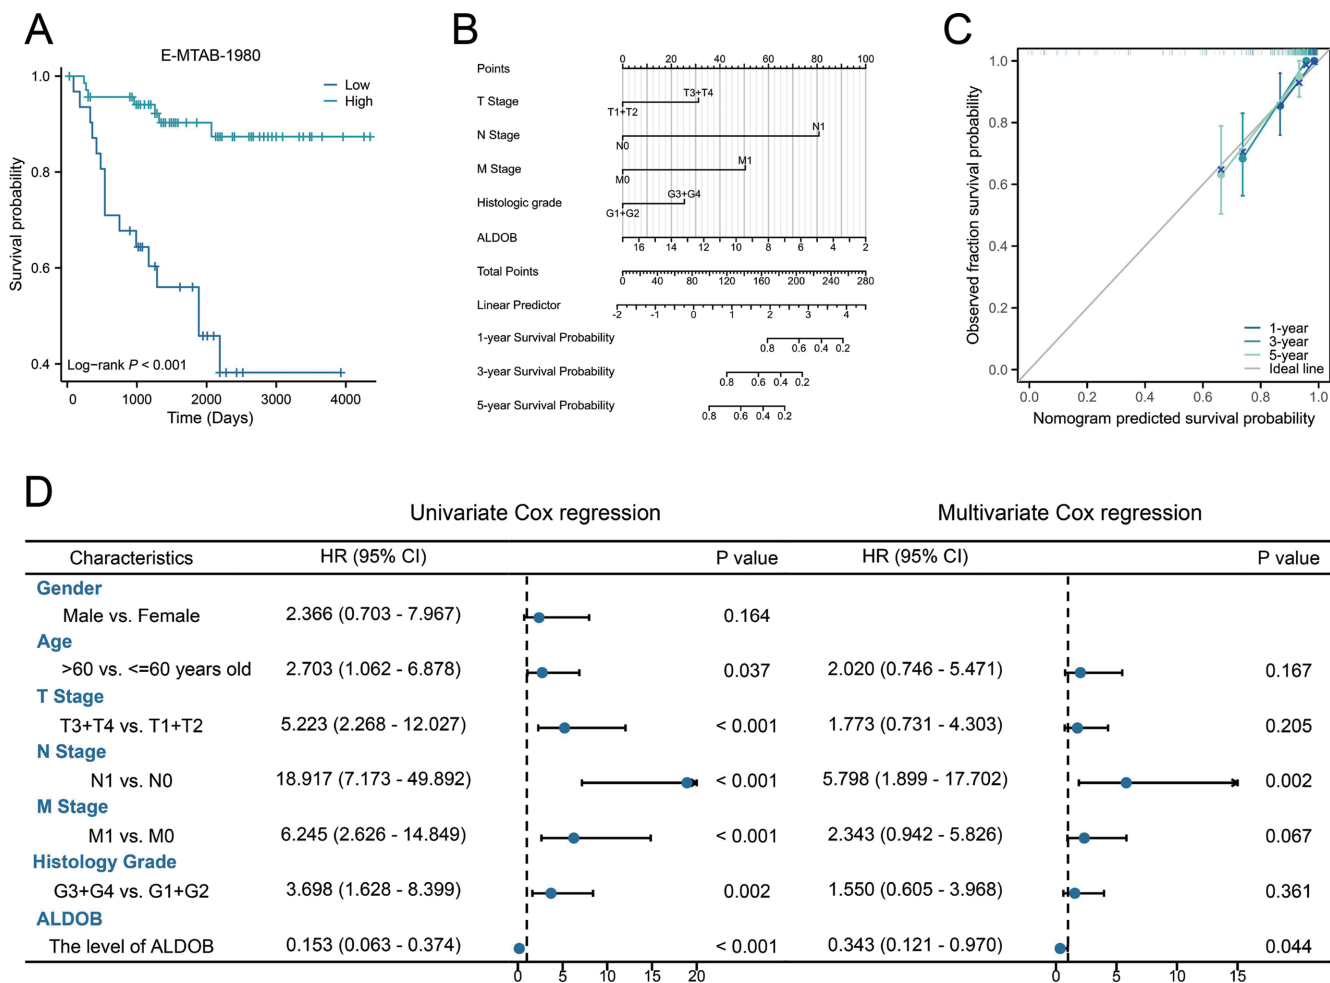 A
E-MTAB-1980
Survival probability
1.0
0.8
0.6
0.4
Low
High
Log−rank P < 0.001
0 1000 2000 3000 4000
Time (Days)
B
0 20 40 60 80 100
Points
T Stage
T3+T4
T1+T2
N Stage
N1
N0
M Stage
M1
M0
Histologic grade
G3+G4
G1+G2
ALDOB
16 14 12 10 8 6 4 2
Total Points
0 40 80 120 160 200 240 280
Linear Predictor
-2 -1 0 1 2 3 4
1-year Survival Probability
0.8 0.6 0.4 0.2
3-year Survival Probability
0.8 0.6 0.4 0.2
5-year Survival Probability
0.8 0.6 0.4 0.2
C
Observed fraction survival probability
1.0
0.8
0.6
0.4
0.2
0.0
1-year
3-year
5-year
Ideal line
0.0 0.2 0.4 0.6 0.8 1.0
Nomogram predicted survival probability
D
Univariate Cox regression Multivariate Cox regression
Characteristics HR (95% CI) P value HR (95% CI) P value
Gender
Male vs. Female 2.366 (0.703 - 7.967) 0.164
Age
>60 vs. <=60 years old 2.703 (1.062 - 6.878) 0.037 2.020 (0.746 - 5.471) 0.167
T Stage
T3+T4 vs. T1+T2 5.223 (2.268 - 12.027) < 0.001 1.773 (0.731 - 4.303) 0.205
N Stage
N1 vs. N0 18.917 (7.173 - 49.892) < 0.001 5.798 (1.899 - 17.702) 0.002
M Stage
M1 vs. M0 6.245 (2.626 - 14.849) < 0.001 2.343 (0.942 - 5.826) 0.067
Histology Grade
G3+G4 vs. G1+G2 3.698 (1.628 - 8.399) 0.002 1.550 (0.605 - 3.968) 0.361
ALDOB
The level of ALDOB 0.153 (0.063 - 0.374) < 0.001 0.343 (0.121 - 0.970) 0.044
0 5 10 15 20 0 5 10 15